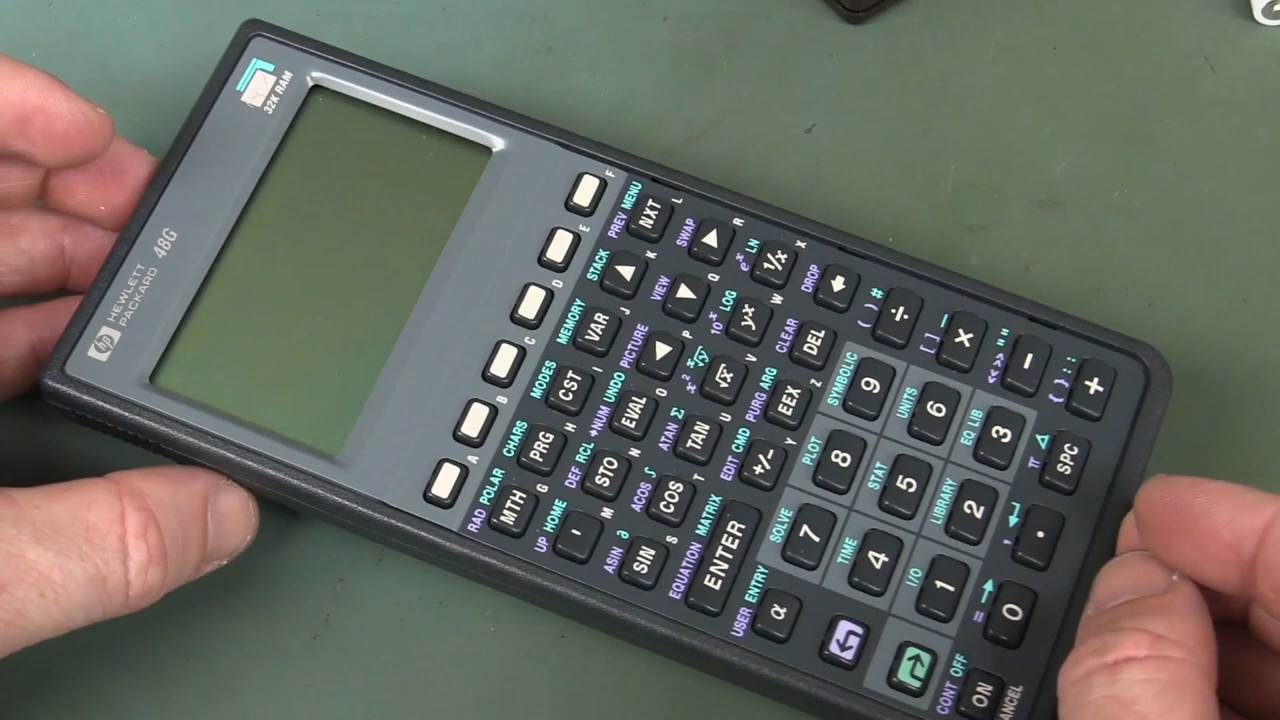 hp HEWLETT PACKARD 48G
32K RAM
A B C D E F
RAD POLAR CHARS MODES MEMORY STACK PREV MENU
MTH G PRG H CST I VAR J ▲ K NXT L
UP HOME DEF RCL →NUM UNDO PICTURE VIEW SWAP
' M STO N EVAL O ◀ P ▼ Q ▶ R
ASIN ∂ ACOS ∫ ATAN Σ x² ˣ√y 10ˣ LOG eˣ LN
SIN S COS T TAN U √x V yˣ W 1/x X
EQUATION MATRIX EDIT CMD PURG ARG CLEAR DROP
ENTER +/− Y EEX Z DEL ←
USER ENTRY SOLVE PLOT SYMBOLIC ( ) #
α 7 8 9 ÷
TIME STAT UNITS [ ] _
4 5 6 ×
I/O LIBRARY EQ LIB « » " "
1 2 3 −
CONT OFF = → , ↵ π ∠ { } : :
ON 0 . SPC +
ANCEL